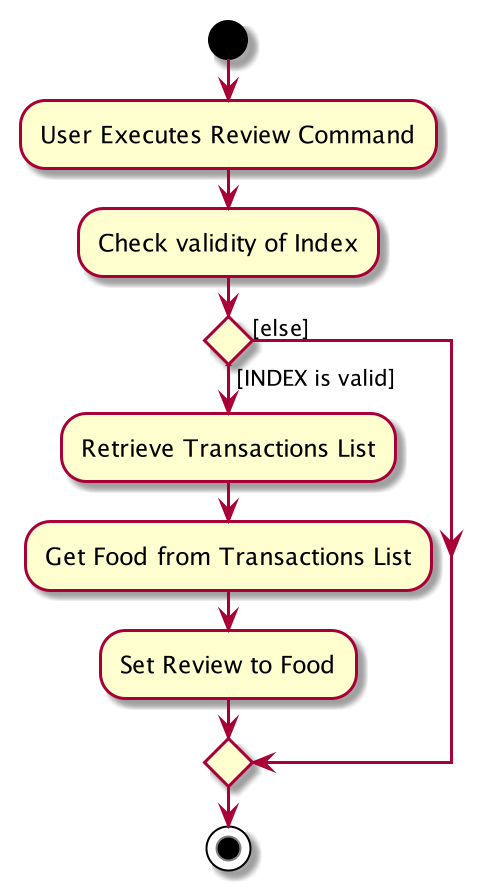 User Executes Review Command
Check validity of Index
[else]
[INDEX is valid]
Retrieve Transactions List
Get Food from Transactions List
Set Review to Food